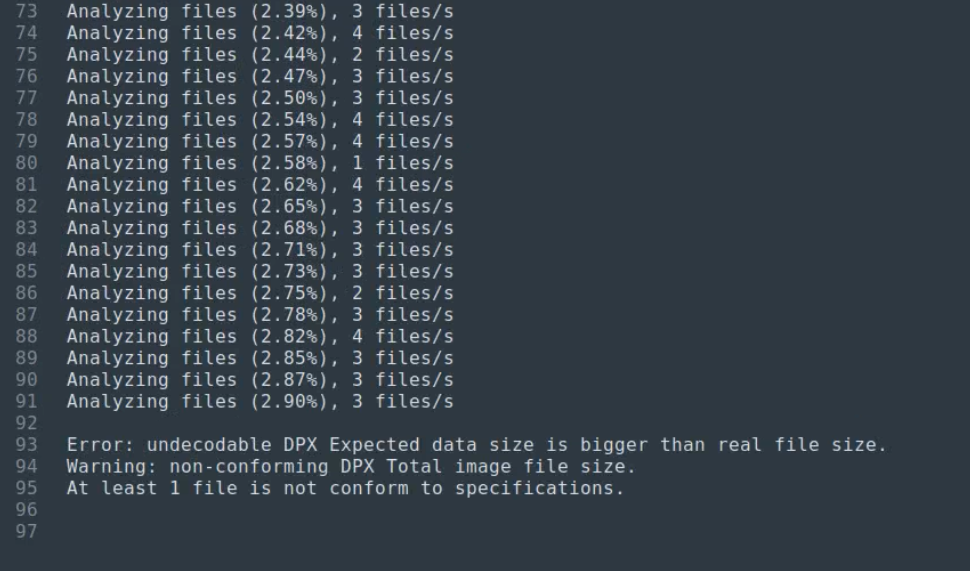 73 Analyzing files (2.39%), 3 files/s
74 Analyzing files (2.42%), 4 files/s
75 Analyzing files (2.44%), 2 files/s
76 Analyzing files (2.47%), 3 files/s
77 Analyzing files (2.50%), 3 files/s
78 Analyzing files (2.54%), 4 files/s
79 Analyzing files (2.57%), 4 files/s
80 Analyzing files (2.58%), 1 files/s
81 Analyzing files (2.62%), 4 files/s
82 Analyzing files (2.65%), 3 files/s
83 Analyzing files (2.68%), 3 files/s
84 Analyzing files (2.71%), 3 files/s
85 Analyzing files (2.73%), 3 files/s
86 Analyzing files (2.75%), 2 files/s
87 Analyzing files (2.78%), 3 files/s
88 Analyzing files (2.82%), 4 files/s
89 Analyzing files (2.85%), 3 files/s
90 Analyzing files (2.87%), 3 files/s
91 Analyzing files (2.90%), 3 files/s
92
93 Error: undecodable DPX Expected data size is bigger than real file size.
94 Warning: non-conforming DPX Total image file size.
95 At least 1 file is not conform to specifications.
96
97